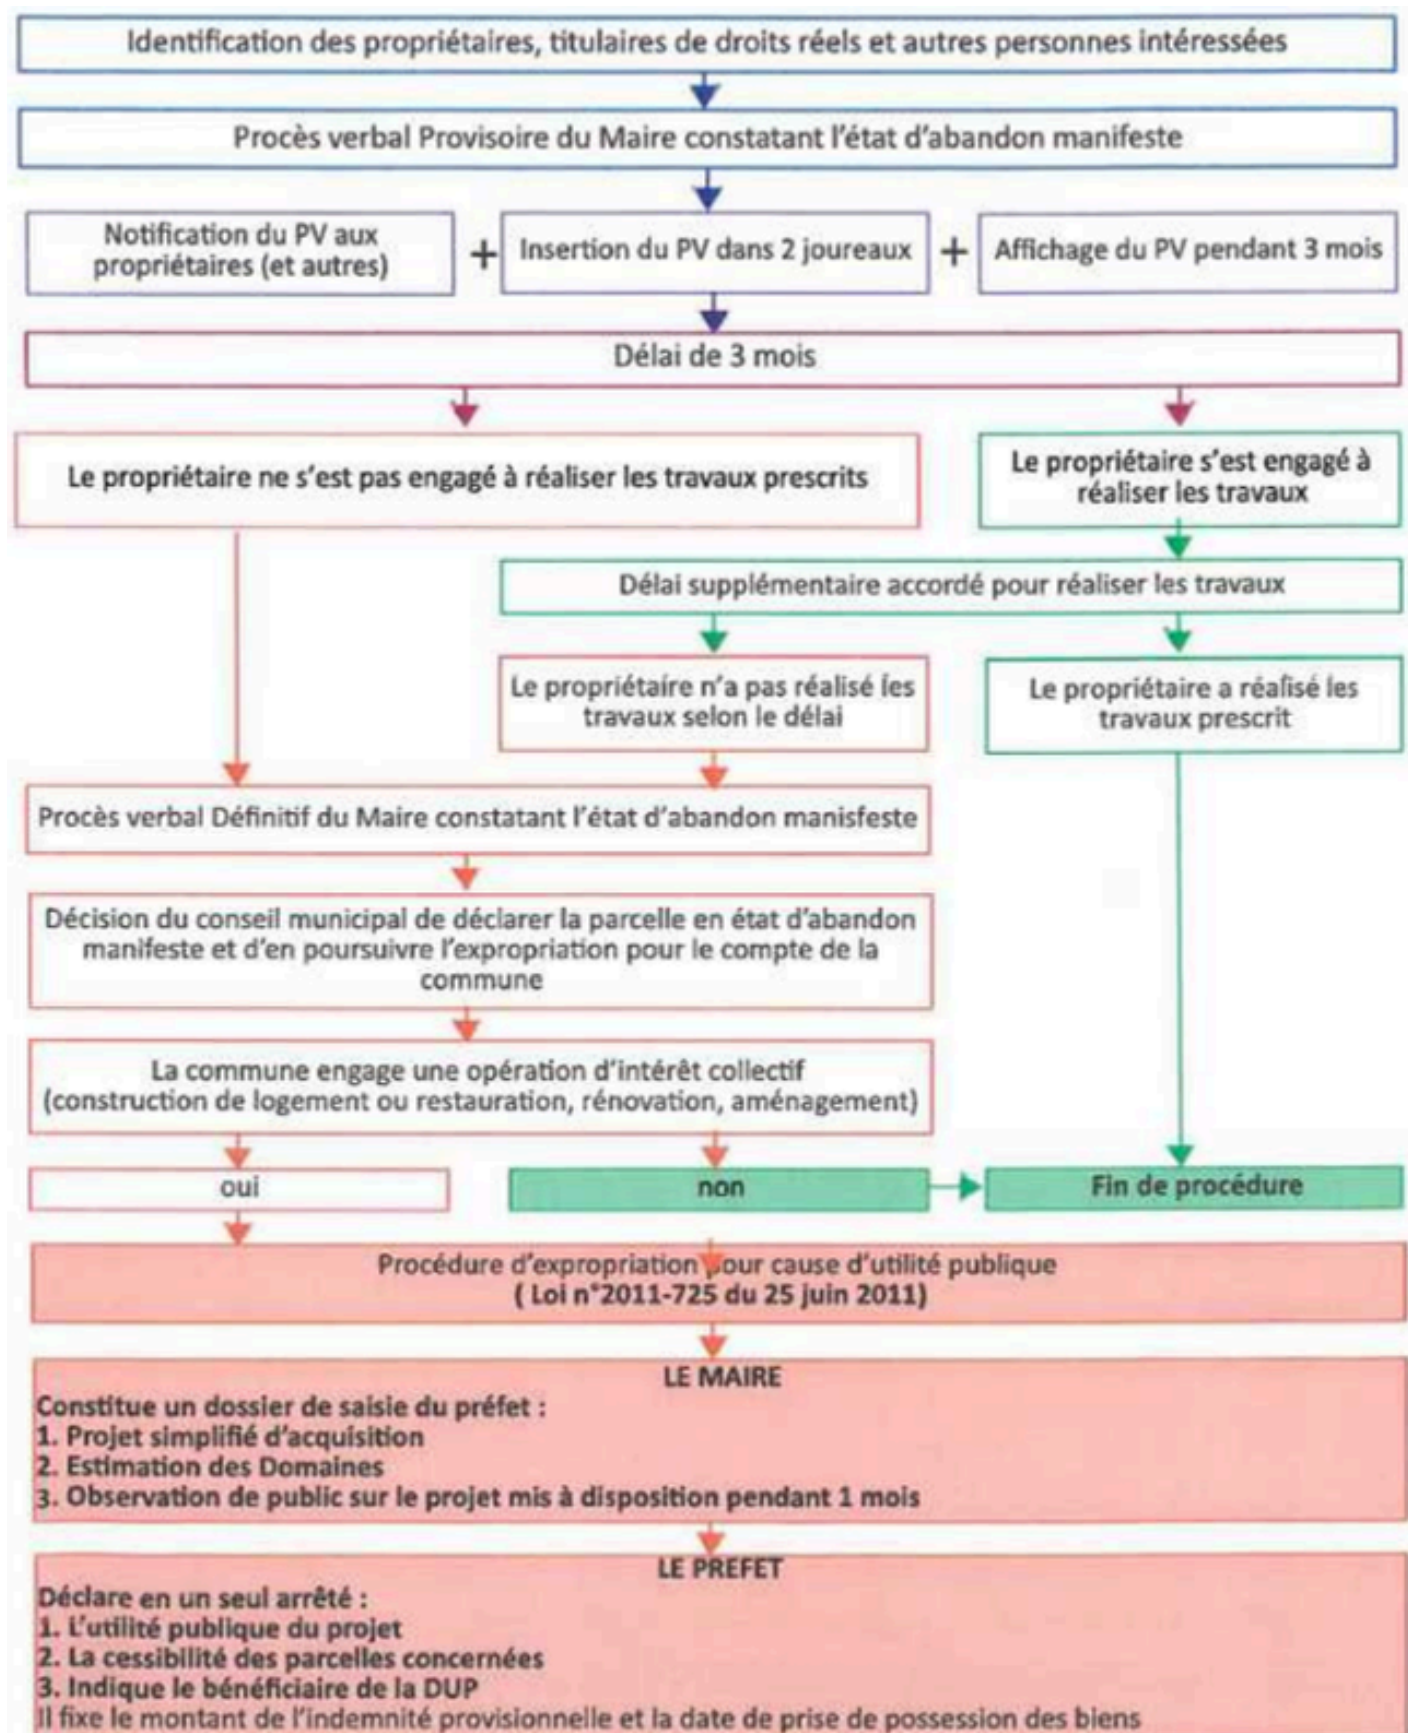 Identification des propriétaires, titulaires de droits réels et autres personnes intéressées
Procès verbal Provisoire du Maire constatant l'état d'abandon manifeste
Notification du PV aux
propriétaires (et autres)
+
Insertion du PV dans 2 joureaux
+
Affichage du PV pendant 3 mois
Délai de 3 mois
Le propriétaire ne s'est pas engagé à réaliser les travaux prescrits
Le propriétaire s'est engagé à
réaliser les travaux
Délai supplémentaire accordé pour réaliser les travaux
Le propriétaire n'a pas réalisé les
travaux selon le délai
Le propriétaire a réalisé les
travaux prescrit
Procès verbal Définitif du Maire constatant l'état d'abandon manisfeste
Décision du conseil municipal de déclarer la parcelle en état d'abandon
manifeste et d'en poursuivre l'expropriation pour le compte de la
commune
La commune engage une opération d'intérêt collectif
(construction de logement ou restauration, rénovation, aménagement)
oui
non
Fin de procédure
Procédure d'expropriation pour cause d'utilité publique
( Loi n°2011-725 du 25 juin 2011)
LE MAIRE
Constitue un dossier de saisie du préfet :
1. Projet simplifié d'acquisition
2. Estimation des Domaines
3. Observation de public sur le projet mis à disposition pendant 1 mois
LE PREFET
Déclare en un seul arrêté :
1. L'utilité publique du projet
2. La cessibilité des parcelles concernées
3. Indique le bénéficiaire de la DUP
Il fixe le montant de l'indemnité provisionnelle et la date de prise de possession des biens